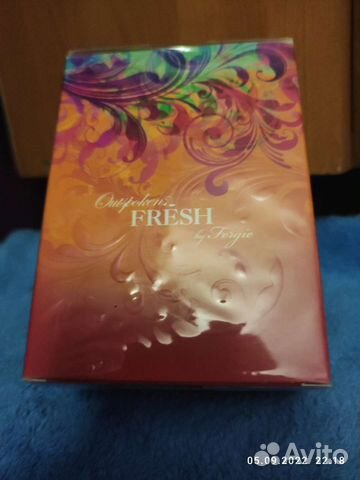 Outspoken
FRESH
by Fergie
05.09.2022 22:18
Avito